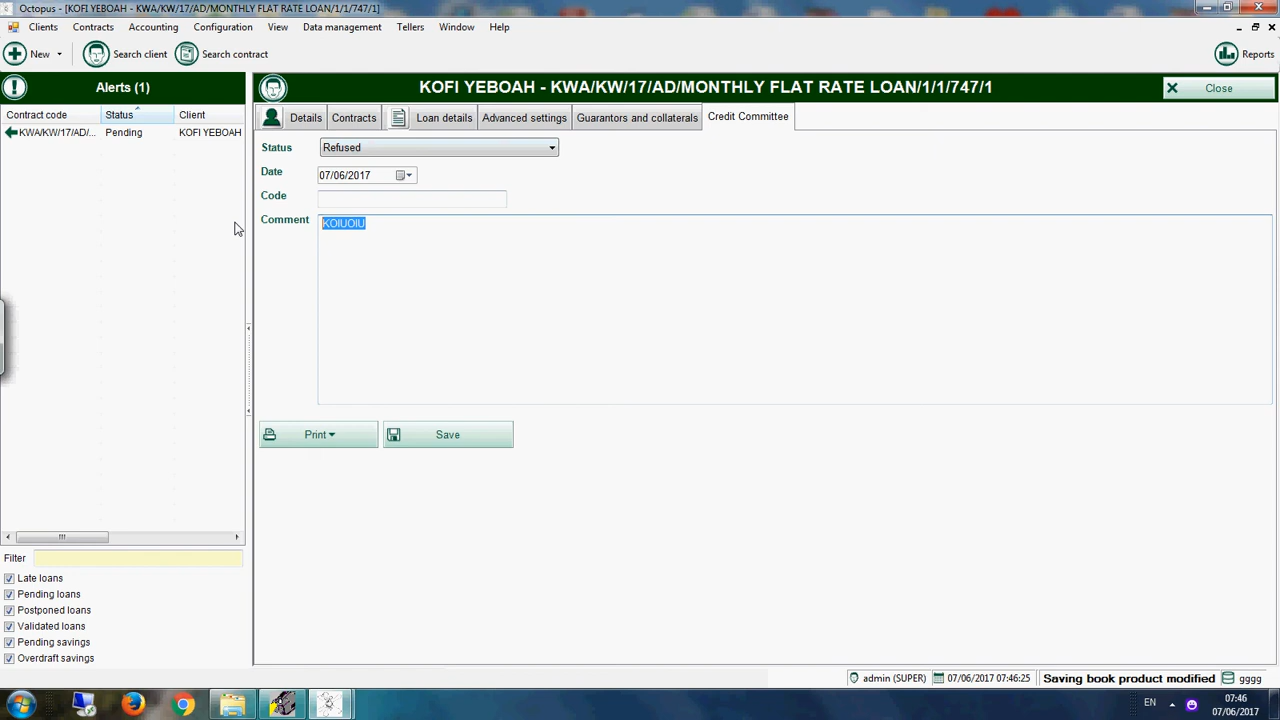 Octopus - [KOFI YEBOAH - KWA/KW/17/AD/MONTHLY FLAT RATE LOAN/1/1/747/1]
Clients Contracts Accounting Configuration View Data management Tellers Window Help
New Search client Search contract Reports
Alerts (1)
KOFI YEBOAH - KWA/KW/17/AD/MONTHLY FLAT RATE LOAN/1/1/747/1
Close
Contract code Status Client
KWA/KW/17/AD/... Pending KOFI YEBOAH
Details Contracts Loan details Advanced settings Guarantors and collaterals Credit Committee
Status Refused
Date 07/06/2017
Code
Comment KOIUOIU
Print Save
Filter
Late loans
Pending loans
Postponed loans
Validated loans
Pending savings
Overdraft savings
admin (SUPER) 07/06/2017 07:46:25 Saving book product modified gggg
EN 07:46
07/06/2017